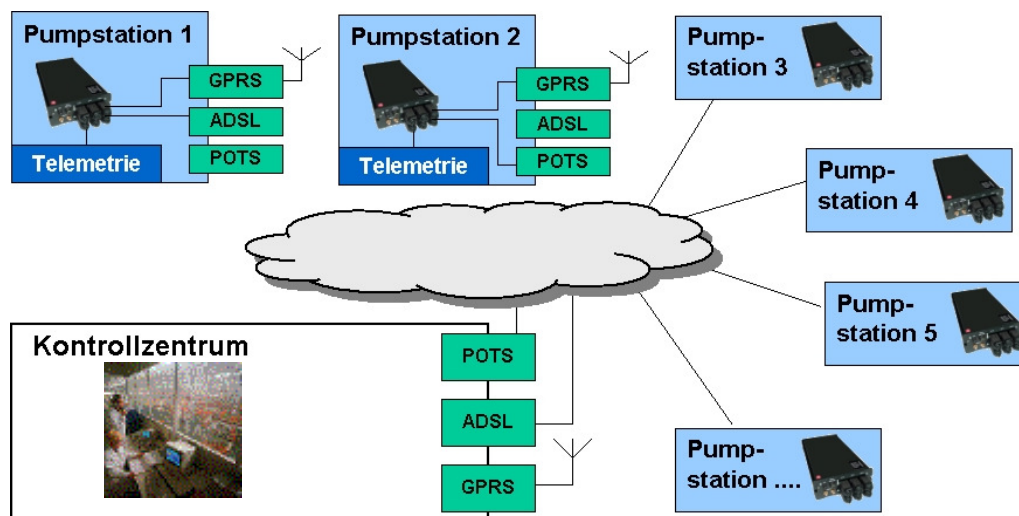 Pumpstation 1
GPRS
ADSL
POTS
Telemetrie
Pumpstation 2
GPRS
ADSL
POTS
Telemetrie
Pump-
station 3
Pump-
station 4
Pump-
station 5
Pump-
station ....
Kontrollzentrum
POTS
ADSL
GPRS